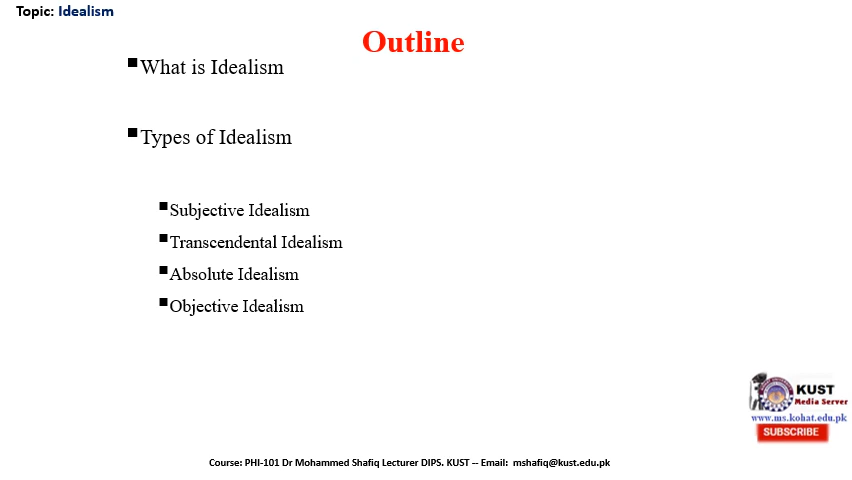 Topic: Idealism
Outline
What is Idealism
Types of Idealism
Subjective Idealism
Transcendental Idealism
Absolute Idealism
Objective Idealism
KUST
Media Server
www.ms.kohat.edu.pk
SUBSCRIBE
Course: PHI-101 Dr Mohammed Shafiq Lecturer DIPS. KUST -- Email: mshafiq@kust.edu.pk